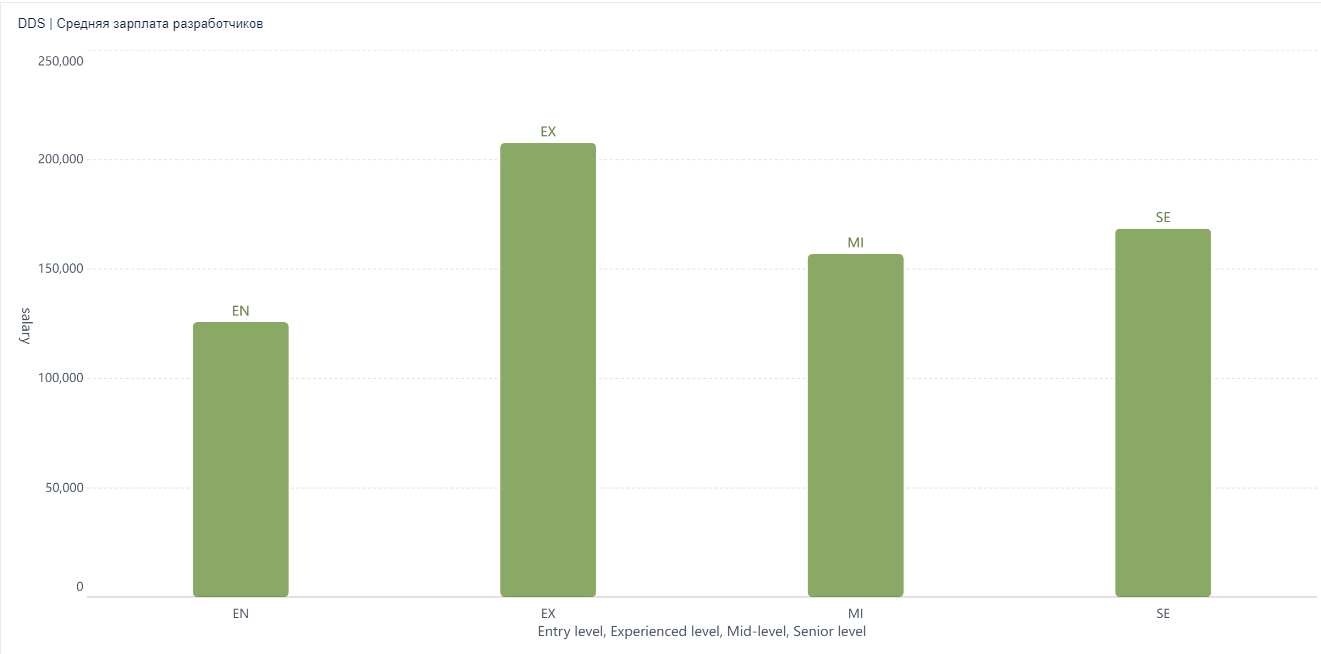 DDS | Средняя зарплата разработчиков
250,000
EX
200,000
SE
MI
150,000
EN
salary
100,000
50,000
0
EN EX MI SE
Entry level, Experienced level, Mid-level, Senior level